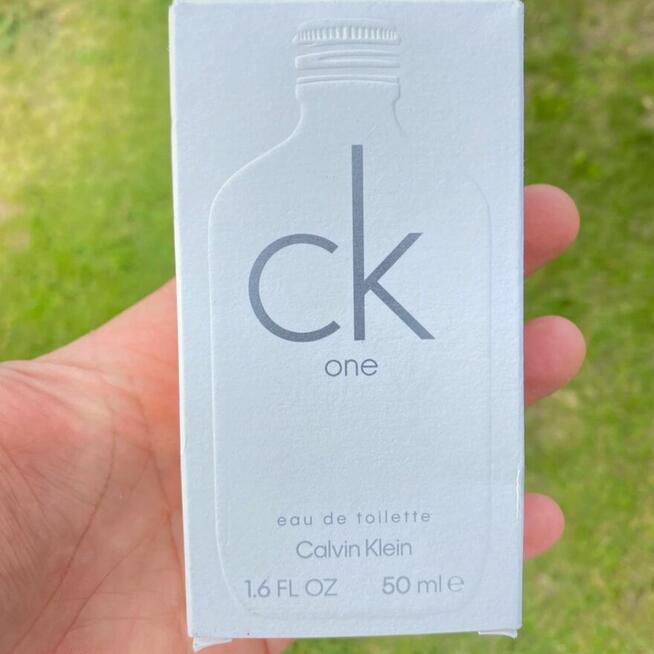 ck
one
eau de toilette
Calvin Klein
1.6 FL OZ 50 ml e